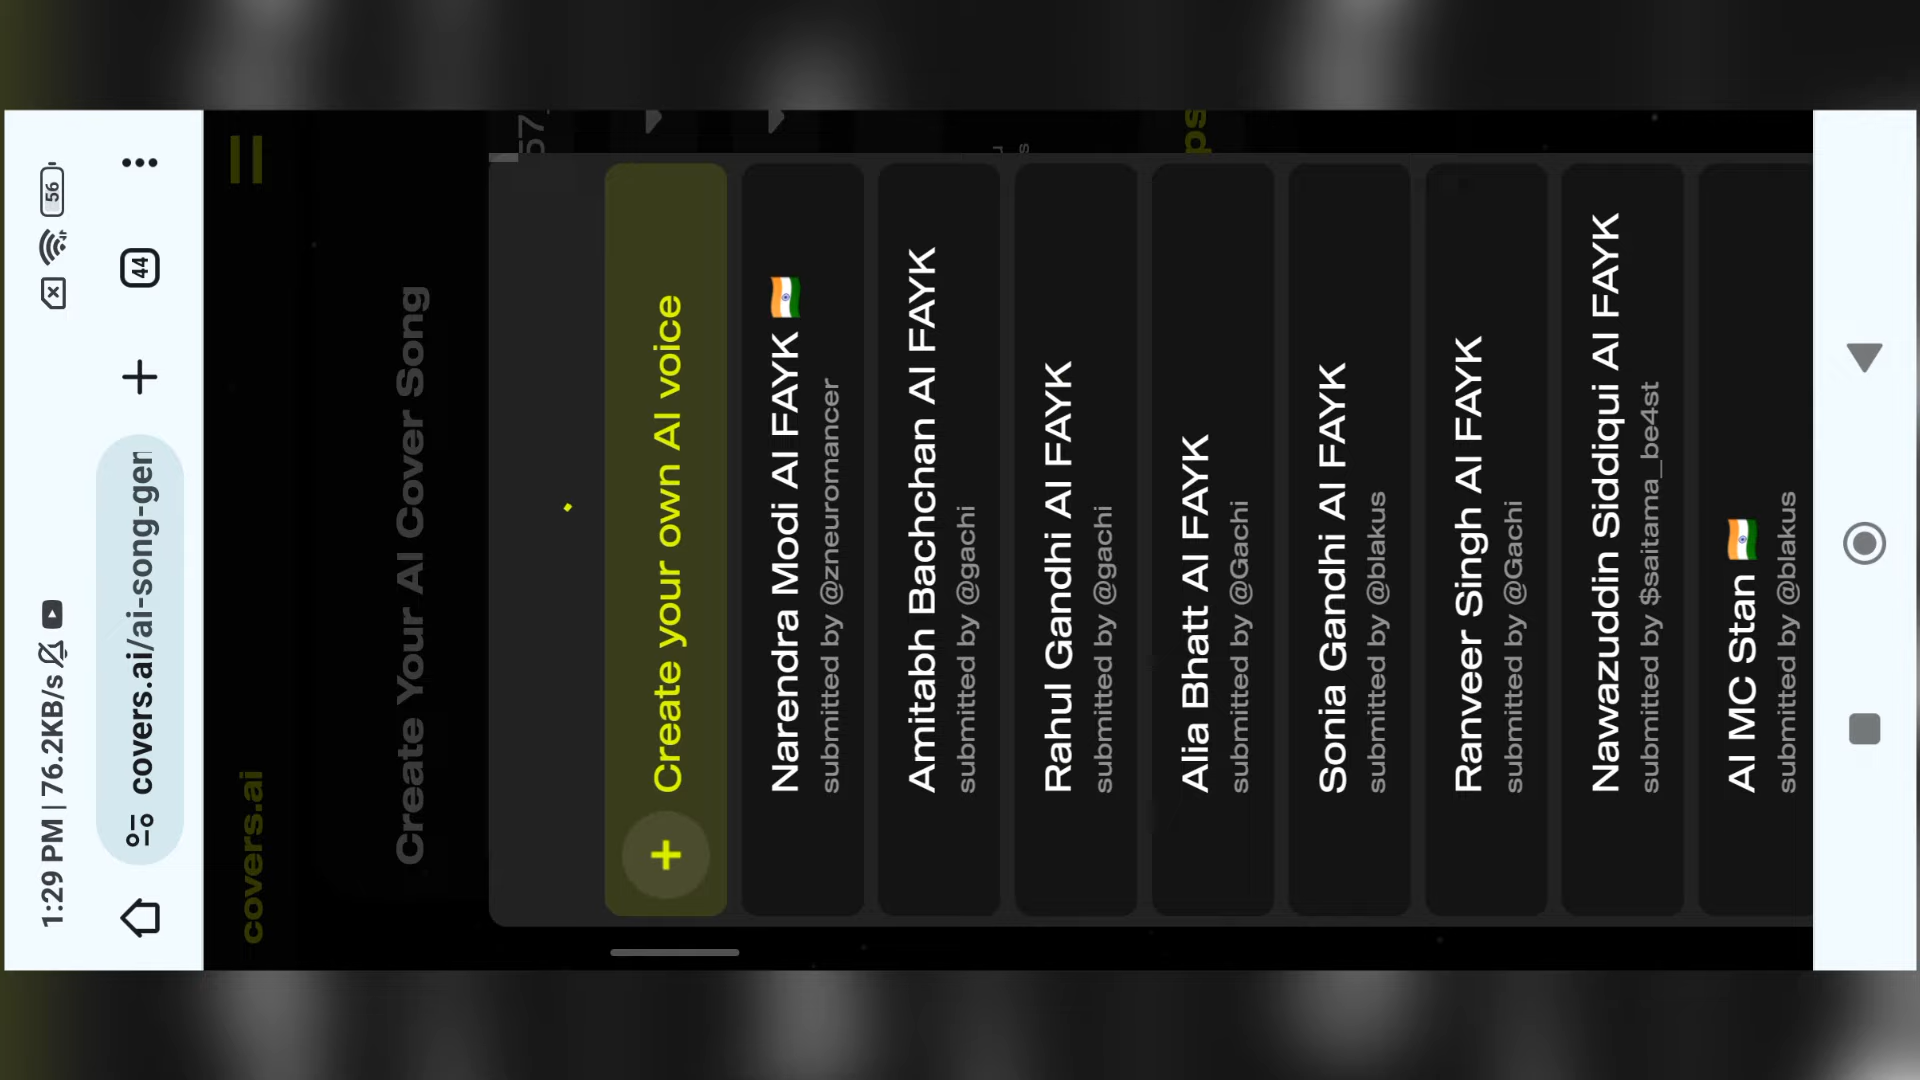 1:29 PM | 76.2KB/s
56
covers.ai/ai-song-ger
44
covers.ai
Create Your AI Cover Song
57
Create your own AI voice
Narendra Modi AI FAYK 🇮🇳
submitted by @zneuromancer
Amitabh Bachchan AI FAYK
submitted by @gachi
Rahul Gandhi AI FAYK
submitted by @gachi
Alia Bhatt AI FAYK
submitted by @Gachi
Sonia Gandhi AI FAYK
submitted by @blakus
Ranveer Singh AI FAYK
submitted by @Gachi
Nawazuddin Siddiqui AI FAYK
submitted by $saitama_be4st
AI MC Stan 🇮🇳
submitted by @blakus